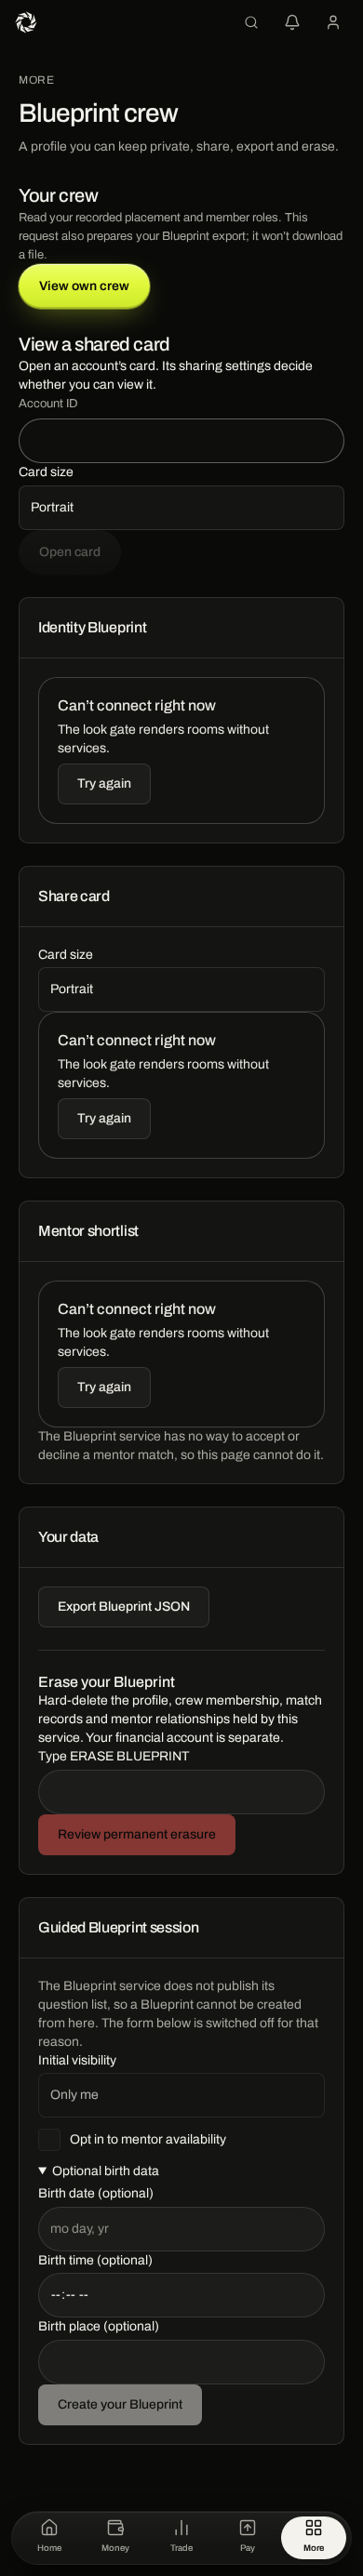 MORE
Blueprint crew
A profile you can keep private, share, export and erase.
Your crew
Read your recorded placement and member roles. This
request also prepares your Blueprint export; it won't download
a file.
View own crew
View a shared card
Open an account's card. Its sharing settings decide
whether you can view it.
Account ID
Card size
Portrait
Open card
Identity Blueprint
Can't connect right now
The look gate renders rooms without
services.
Try again
Share card
Card size
Portrait
Can't connect right now
The look gate renders rooms without
services.
Try again
Mentor shortlist
Can't connect right now
The look gate renders rooms without
services.
Try again
The Blueprint service has no way to accept or
decline a mentor match, so this page cannot do it.
Your data
Export Blueprint JSON
Erase your Blueprint
Hard-delete the profile, crew membership, match
records and mentor relationships held by this
service. Your financial account is separate.
Type ERASE BLUEPRINT
Review permanent erasure
Guided Blueprint session
The Blueprint service does not publish its
question list, so a Blueprint cannot be created
from here. The form below is switched off for that
reason.
Initial visibility
Only me
Opt in to mentor availability
▼ Optional birth data
Birth date (optional)
mo day, yr
Birth time (optional)
--:-- --
Birth place (optional)
Create your Blueprint
Home
Money
Trade
Pay
More